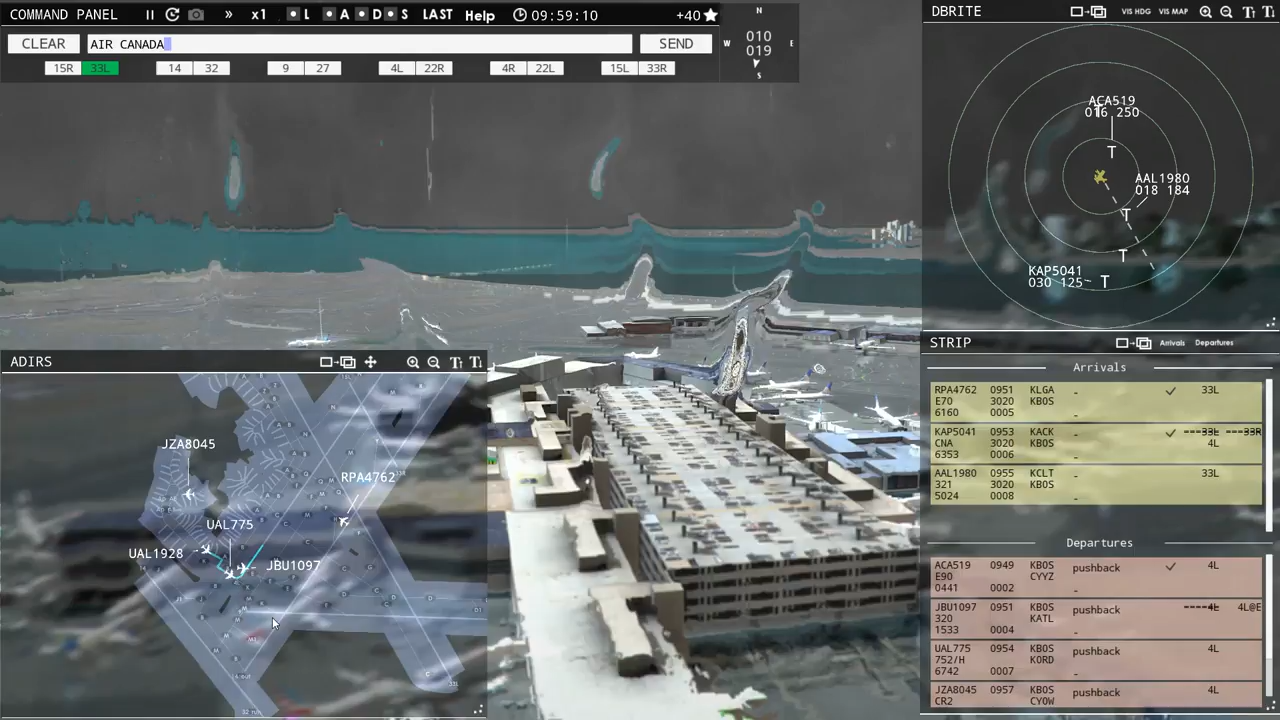 COMMAND PANEL x1 L A D S LAST Help 09:59:10 +40
CLEAR AIR CANADA SEND
15R 33L 14 32 9 27 4L 22R 4R 22L 15L 33R
N
W 010 E
019
S
DBRITE VIS HDG VIS MAP
ACA519
016 250
T
AAL1980
018 184
T
T
KAP5041
030 125 T
STRIP Arrivals Departures
Arrivals
RPA4762 0951 KLGA - 33L
E70 3020 KBOS
6160 0005 -
KAP5041 0953 KACK - ---33L ---33R
CNA 3020 KBOS 4L
6353 0006 -
AAL1980 0955 KCLT - 33L
321 3020 KBOS
5024 0008 -
Departures
ACA519 0949 KBOS pushback 4L
E90 CYYZ
0441 0002 -
JBU1097 0951 KBOS pushback ----4L 4L@E
320 KATL
1533 0004 -
UAL775 0954 KBOS pushback 4L
752/H KORD
6742 0007 -
JZA8045 0957 KBOS pushback 4L
CR2 CYOW
ADIRS
JZA8045
RPA4762
UAL775
UAL1928
JBU1097